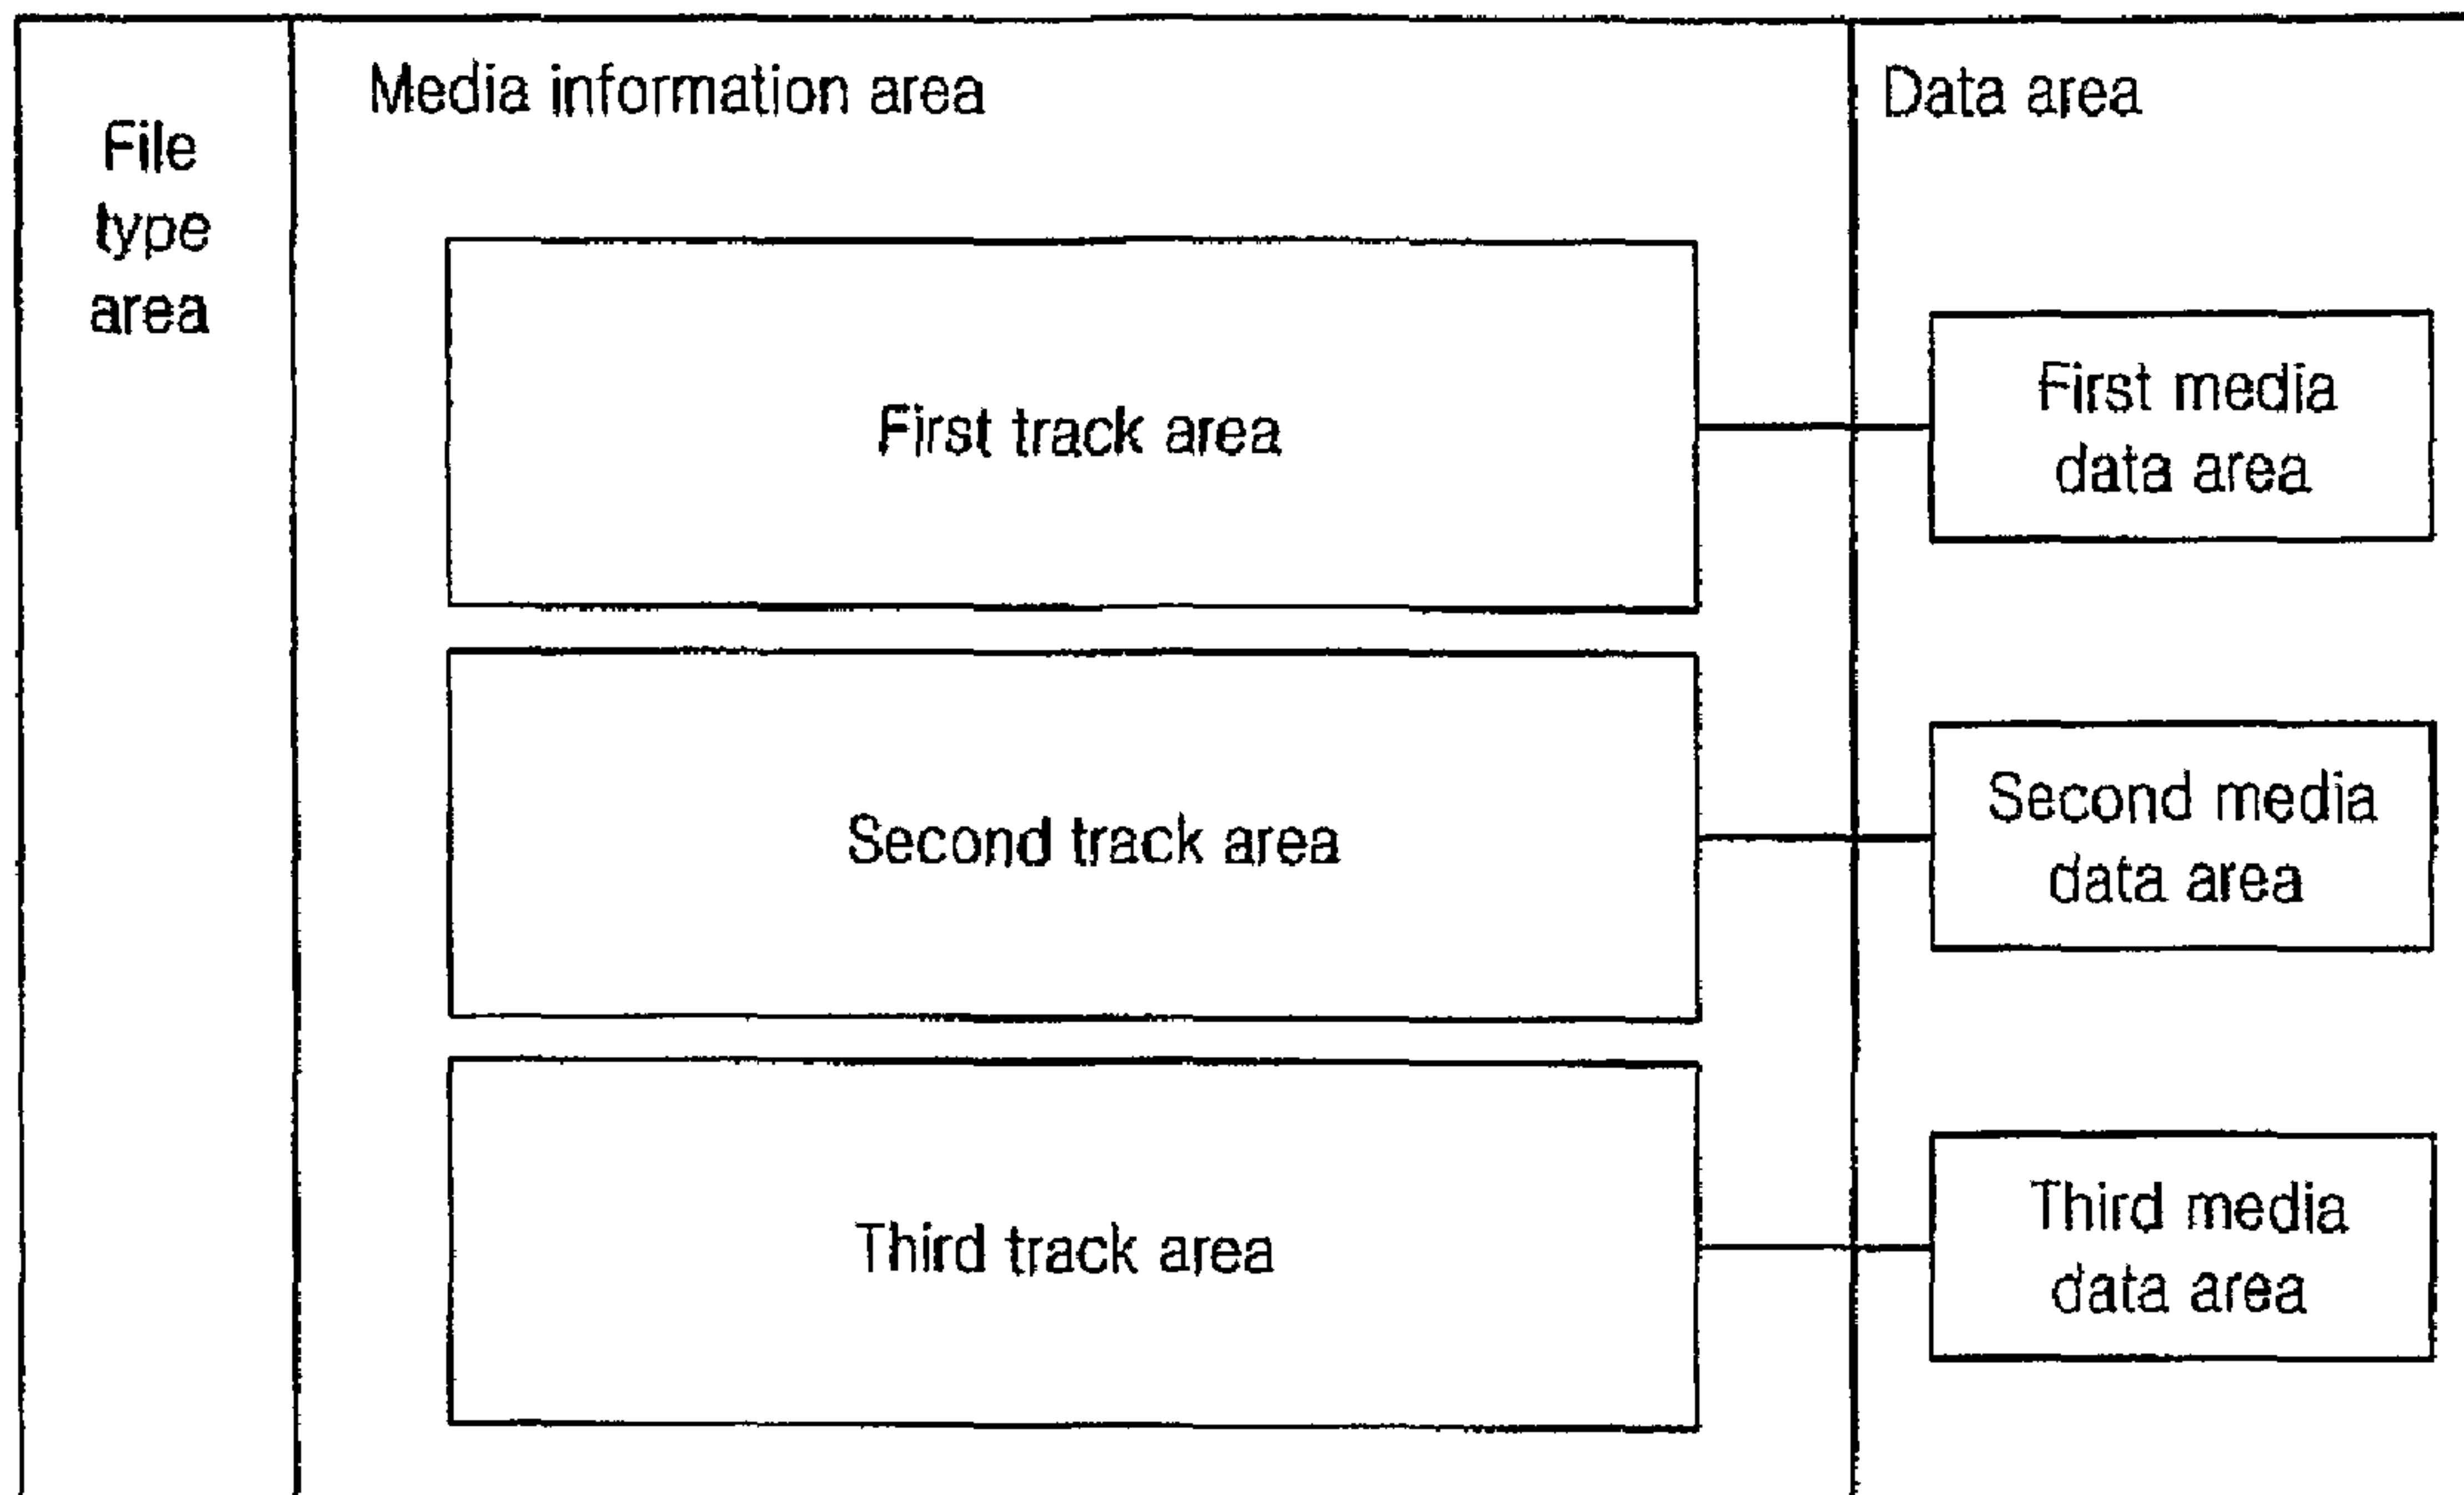 File
type
area
Media information area
First track area
Second track area
Third track area
Data area
First media
data area
Second media
data area
Third media
data area